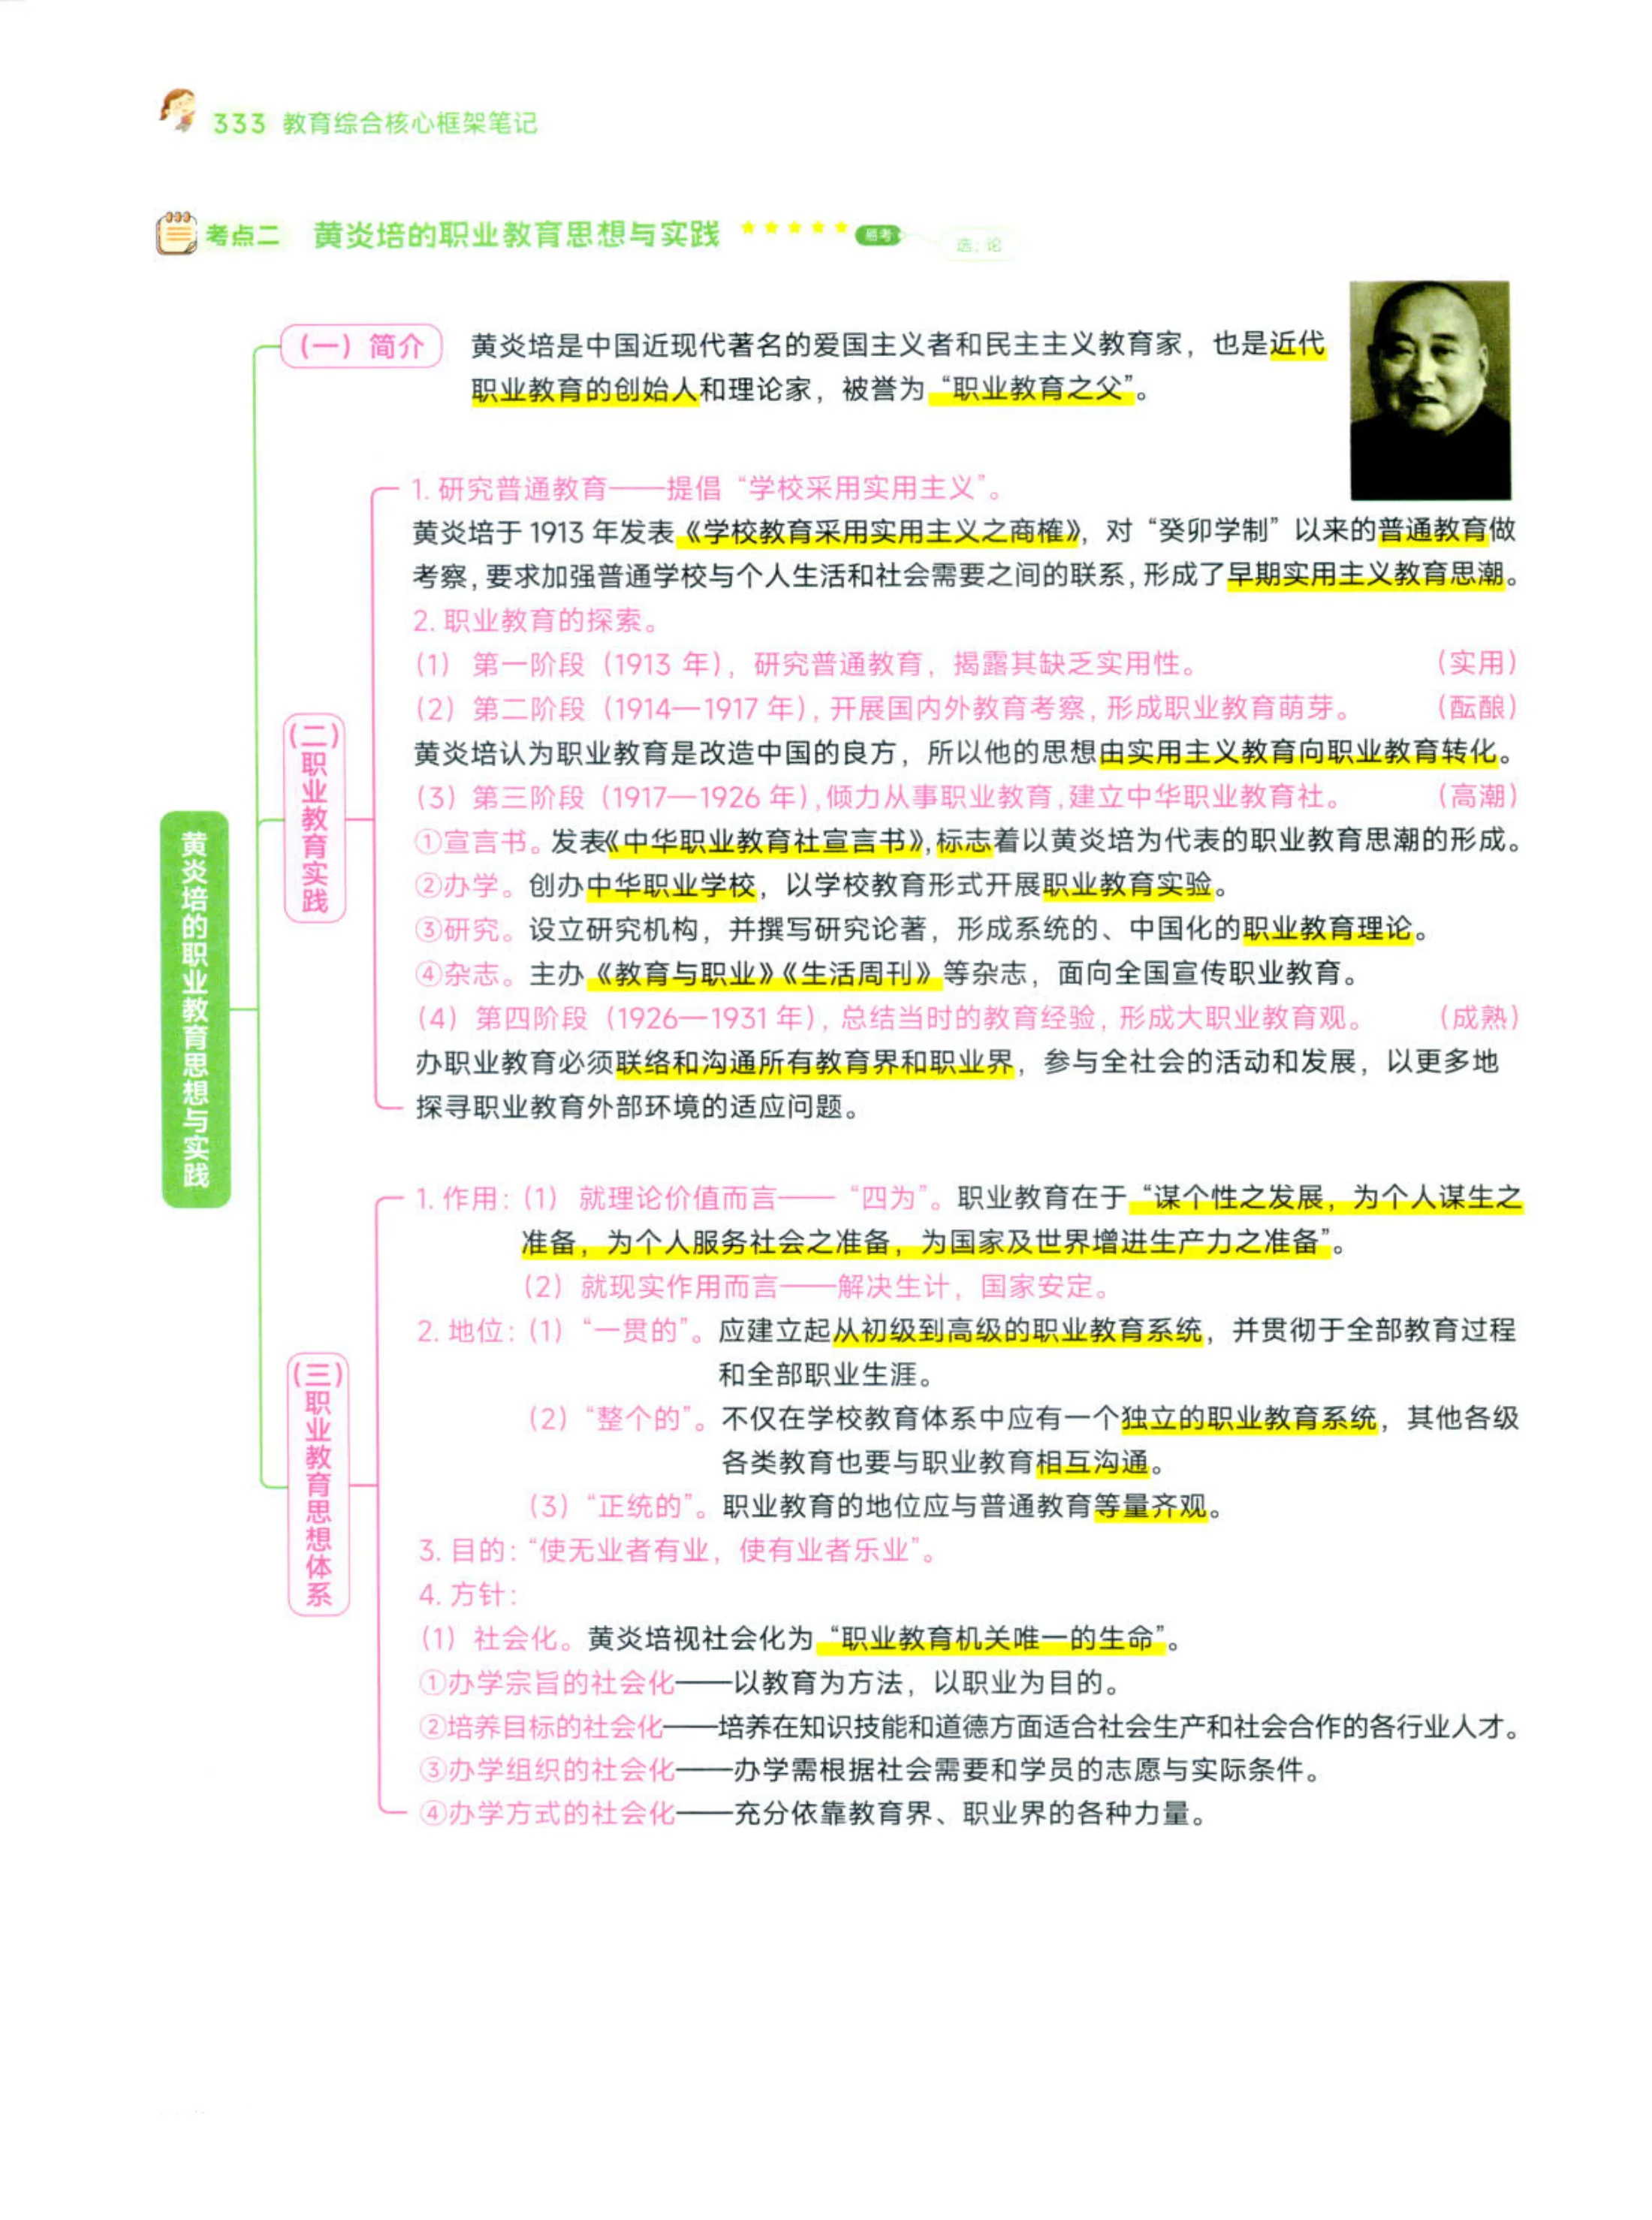 333 教育综合核心框架笔记
考点二 黄炎培的职业教育思想与实践 ★★★★★ 易考 选、论
黄炎培的职业教育思想与实践
(一) 简介
黄炎培是中国近现代著名的爱国主义者和民主主义教育家，也是近代
职业教育的创始人和理论家，被誉为“职业教育之父”。
(二)职业教育实践
1. 研究普通教育——提倡“学校采用实用主义”。
黄炎培于 1913 年发表《学校教育采用实用主义之商榷》，对“癸卯学制”以来的普通教育做
考察，要求加强普通学校与个人生活和社会需要之间的联系，形成了早期实用主义教育思潮。
2. 职业教育的探索。
(1) 第一阶段（1913 年），研究普通教育，揭露其缺乏实用性。 （实用）
(2) 第二阶段（1914—1917 年），开展国内外教育考察，形成职业教育萌芽。 （酝酿）
黄炎培认为职业教育是改造中国的良方，所以他的思想由实用主义教育向职业教育转化。
(3) 第三阶段（1917—1926 年），倾力从事职业教育，建立中华职业教育社。 （高潮）
①宣言书。发表《中华职业教育社宣言书》，标志着以黄炎培为代表的职业教育思潮的形成。
②办学。创办中华职业学校，以学校教育形式开展职业教育实验。
③研究。设立研究机构，并撰写研究论著，形成系统的、中国化的职业教育理论。
④杂志。主办《教育与职业》《生活周刊》等杂志，面向全国宣传职业教育。
(4) 第四阶段（1926—1931 年），总结当时的教育经验，形成大职业教育观。 （成熟）
办职业教育必须联络和沟通所有教育界和职业界，参与全社会的活动和发展，以更多地
探寻职业教育外部环境的适应问题。
(三)职业教育思想体系
1. 作用：(1) 就理论价值而言——“四为”。职业教育在于“谋个性之发展，为个人谋生之
准备，为个人服务社会之准备，为国家及世界增进生产力之准备”。
(2) 就现实作用而言——解决生计，国家安定。
2. 地位：(1)“一贯的”。应建立起从初级到高级的职业教育系统，并贯彻于全部教育过程
和全部职业生涯。
(2)“整个的”。不仅在学校教育体系中应有一个独立的职业教育系统，其他各级
各类教育也要与职业教育相互沟通。
(3)“正统的”。职业教育的地位应与普通教育等量齐观。
3. 目的：“使无业者有业，使有业者乐业”。
4. 方针：
(1) 社会化。黄炎培视社会化为“职业教育机关唯一的生命”。
①办学宗旨的社会化——以教育为方法，以职业为目的。
②培养目标的社会化——培养在知识技能和道德方面适合社会生产和社会合作的各行业人才。
③办学组织的社会化——办学需根据社会需要和学员的志愿与实际条件。
④办学方式的社会化——充分依靠教育界、职业界的各种力量。